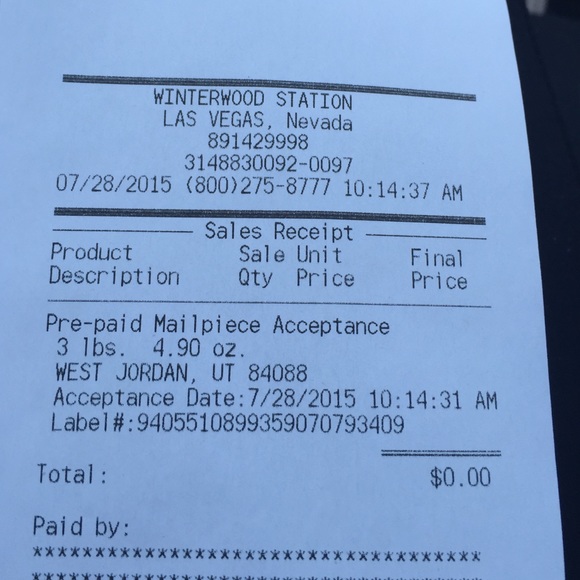 WINTERWOOD STATION
LAS VEGAS, Nevada
891429998
3148830092-0097
07/28/2015 (800)275-8777 10:14:37 AM
Sales Receipt
Product Sale Unit Final
Description Qty Price Price
Pre-paid Mailpiece Acceptance
3 lbs. 4.90 oz.
WEST JORDAN, UT 84088
Acceptance Date:7/28/2015 10:14:31 AM
Label#:9405510899359070793409
Total: $0.00
Paid by:
*************************************
*************************************